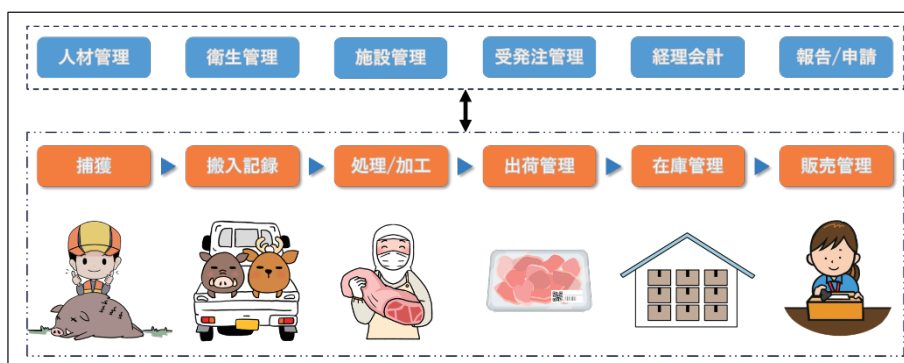 人材管理
衛生管理
施設管理
受発注管理
経理会計
報告/申請
捕獲
搬入記録
処理/加工
出荷管理
在庫管理
販売管理